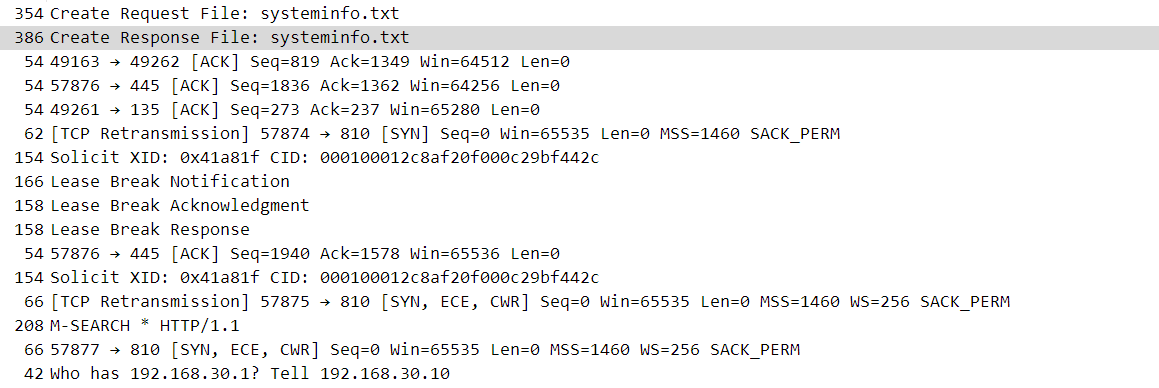 354 Create Request File: systeminfo.txt
386 Create Response File: systeminfo.txt
54 49163 → 49262 [ACK] Seq=819 Ack=1349 Win=64512 Len=0
54 57876 → 445 [ACK] Seq=1836 Ack=1362 Win=64256 Len=0
54 49261 → 135 [ACK] Seq=273 Ack=237 Win=65280 Len=0
62 [TCP Retransmission] 57874 → 810 [SYN] Seq=0 Win=65535 Len=0 MSS=1460 SACK_PERM
154 Solicit XID: 0x41a81f CID: 000100012c8af20f000c29bf442c
166 Lease Break Notification
158 Lease Break Acknowledgment
158 Lease Break Response
54 57876 → 445 [ACK] Seq=1940 Ack=1578 Win=65536 Len=0
154 Solicit XID: 0x41a81f CID: 000100012c8af20f000c29bf442c
66 [TCP Retransmission] 57875 → 810 [SYN, ECE, CWR] Seq=0 Win=65535 Len=0 MSS=1460 WS=256 SACK_PERM
208 M-SEARCH * HTTP/1.1
66 57877 → 810 [SYN, ECE, CWR] Seq=0 Win=65535 Len=0 MSS=1460 WS=256 SACK_PERM
42 Who has 192.168.30.1? Tell 192.168.30.10